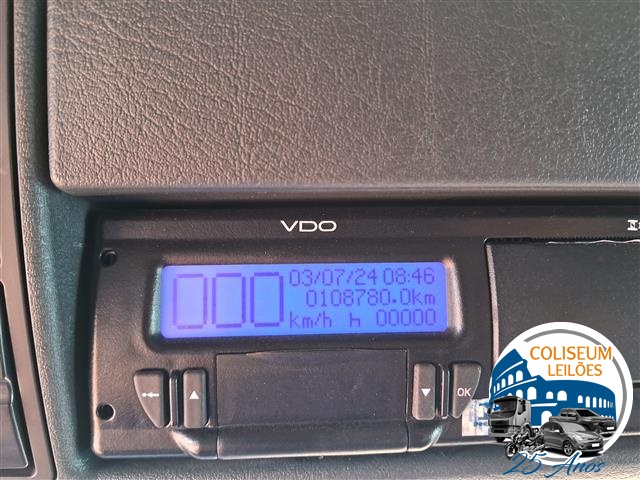 VDO
000
03/07/24 08:46
0108780.0km
km/h h 00000
OK
COLISEUM
LEILÕES
25 Anos